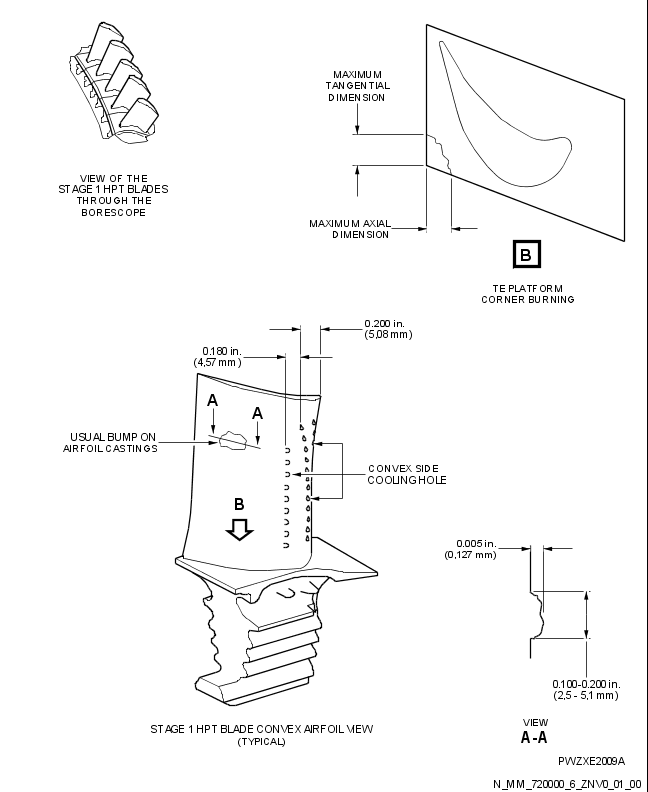 VIEW OF THE
STAGE 1 HPT BLADES
THROUGH THE
BORESCOPE
MAXIMUM
TANGENTIAL
DIMENSION
MAXIMUM AXIAL
DIMENSION
B
TE PLATFORM
CORNER BURNING
0.200 in.
(5,08 mm)
0.180 in.
(4,57 mm)
A
A
USUAL BUMP ON
AIRFOIL CASTINGS
CONVEX SIDE
COOLING HOLE
B
0.005 in.
(0,127 mm)
0.100-0.200 in.
(2,5 - 5,1 mm)
STAGE 1 HPT BLADE CONVEX AIRFOIL VIEW
(TYPICAL)
VIEW
A-A
PWZXE2009A
N_MM_720000_6_ZNV0_01_00